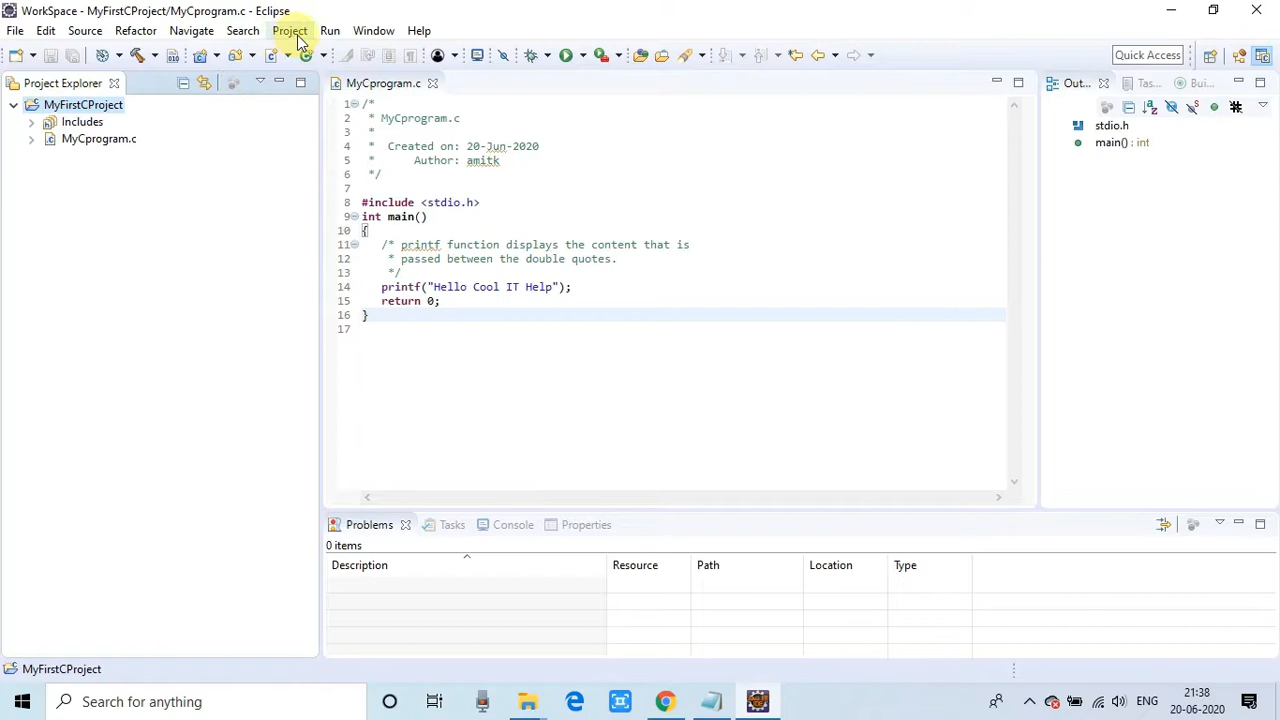 WorkSpace - MyFirstCProject/MyCprogram.c - Eclipse
File Edit Source Refactor Navigate Search Project Run Window Help
Quick Access
Project Explorer
MyFirstCProject
Includes
MyCprogram.c
MyCprogram.c
1 /*
2 * MyCprogram.c
3 *
4 * Created on: 20-Jun-2020
5 * Author: amitk
6 */
7
8 #include <stdio.h>
9 int main()
10 {
11 /* printf function displays the content that is
12 * passed between the double quotes.
13 */
14 printf("Hello Cool IT Help");
15 return 0;
16 }
17
Out... Tas... Bui...
stdio.h
main() : int
Problems Tasks Console Properties
0 items
Description Resource Path Location Type
MyFirstCProject
Search for anything
ENG
21:38
20-06-2020